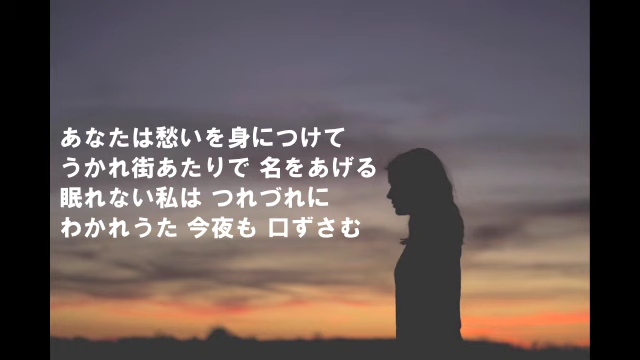 あなたは愁いを身につけて
うかれ街あたりで 名をあげる
眠れない私は つれづれに
わかれうた 今夜も 口ずさむ